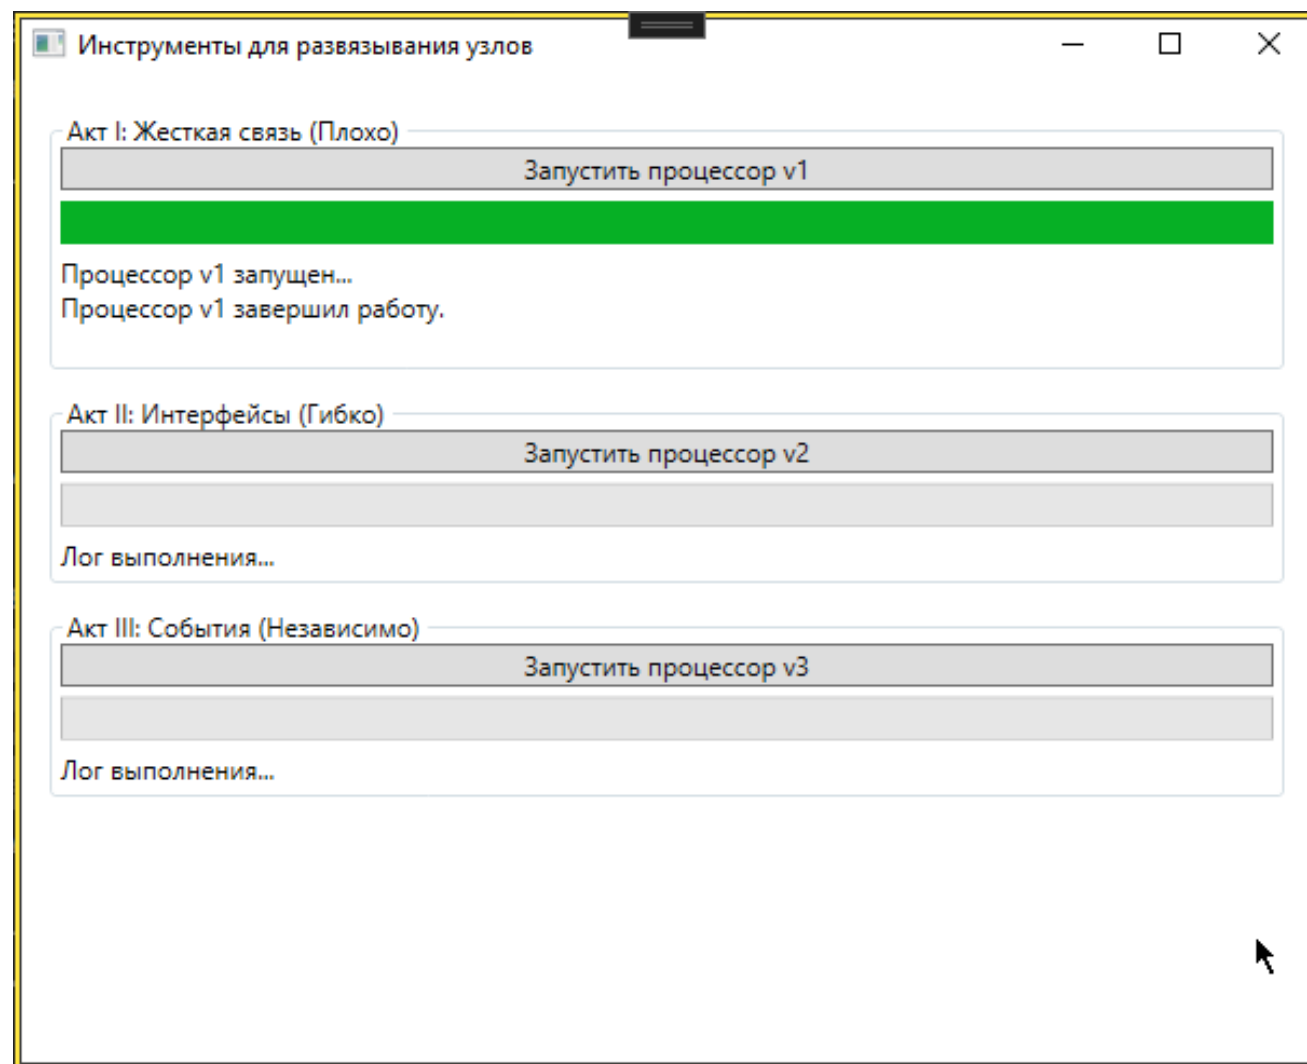 Инструменты для развязывания узлов
Акт I: Жесткая связь (Плохо)
Запустить процессор v1
Процессор v1 запущен...
Процессор v1 завершил работу.
Акт II: Интерфейсы (Гибко)
Запустить процессор v2
Лог выполнения...
Акт III: События (Независимо)
Запустить процессор v3
Лог выполнения...